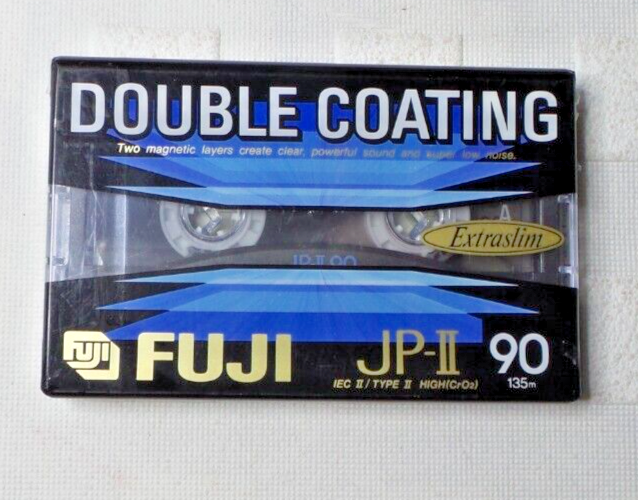 DOUBLE COATING
Two magnetic layers create clear, powerful sound and super low noise.
A
Extraslim
JP-II 90
FUJI
FUJI
JP-II
90
IEC II/TYPE II HIGH(CrO₂)
135m